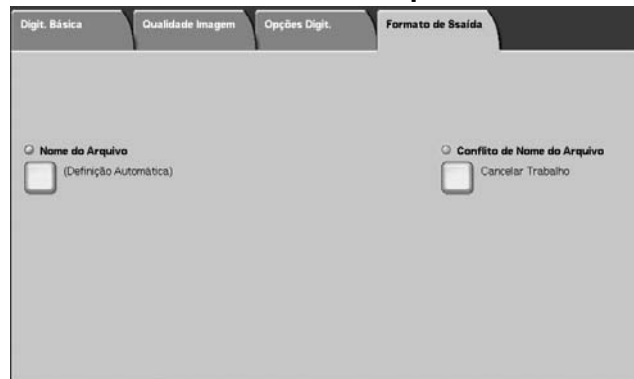 Digit. Básica
Qualidade Imagem
Opções Digit.
Formato de Ssaída
Nome do Arquivo
(Definição Automática)
Conflito de Nome do Arquivo
Cancelar Trabalho